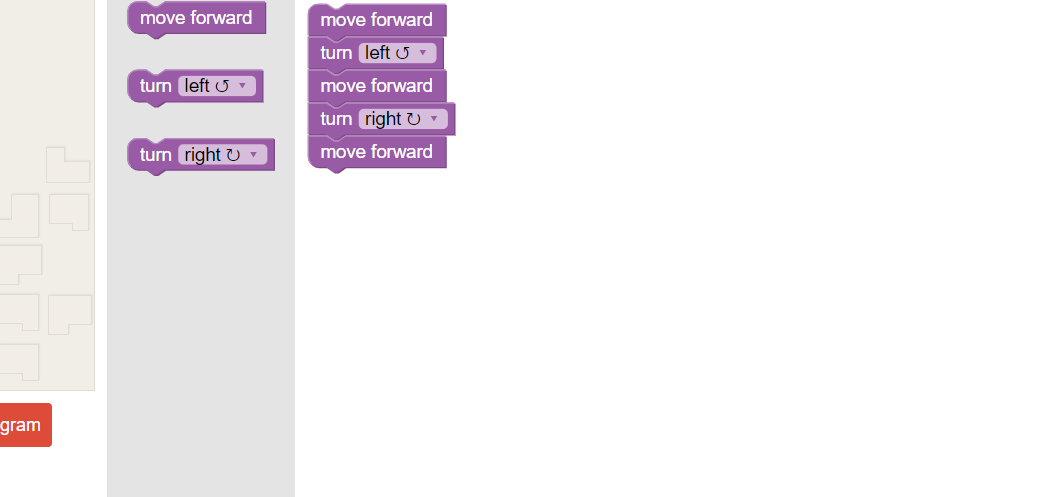 move forward
turn left ↺ ▾
turn right ↻ ▾
move forward
turn left ↺ ▾
move forward
turn right ↻ ▾
move forward
gram